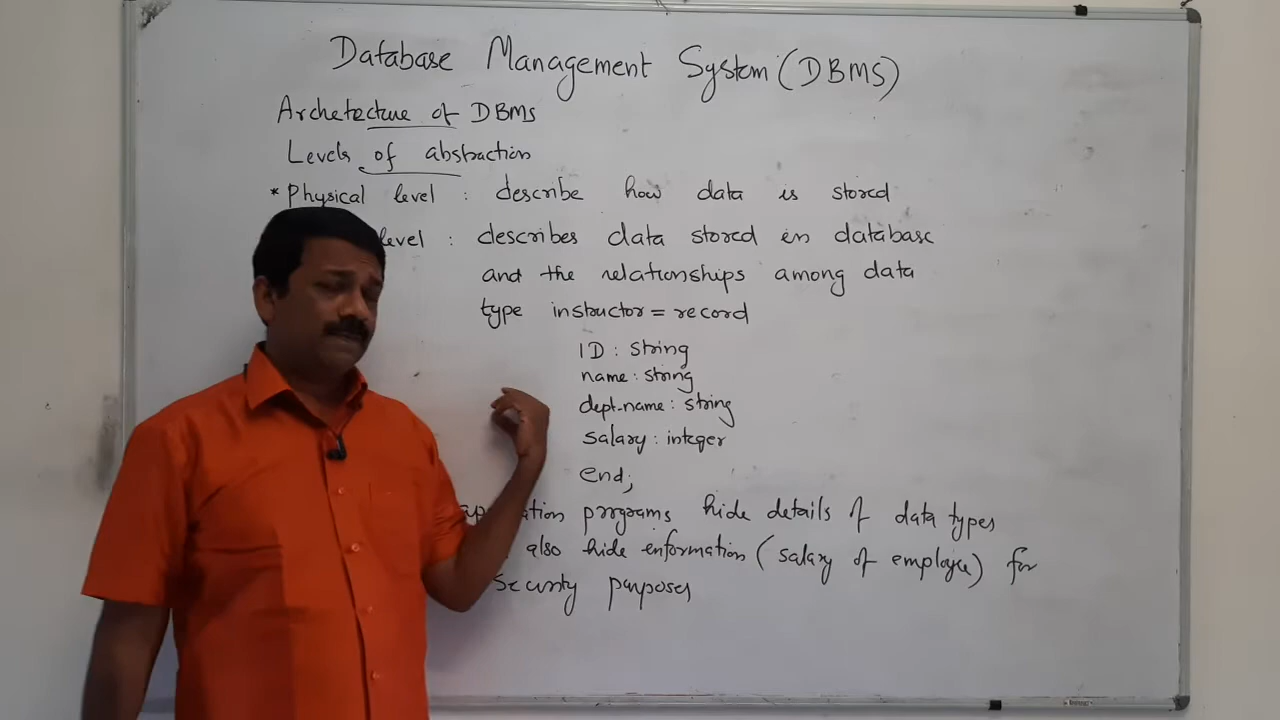 Database Management System (DBMS)
Archetecture of DBMS
Levels of abstraction
* Physical level : describe how data is stored
level : describes data stored in database
and the relationships among data
type instructor = record
ID : string
name : string
dept-name : string
salary : integer
end;
programs hide details of data types
also hide information (salary of employee) for
security purposes